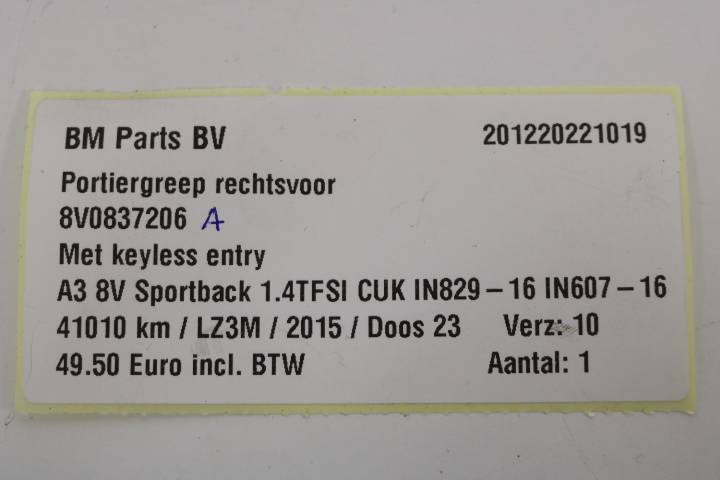 BM Parts BV 201220221019
Portiergreep rechtsvoor
8V0837206 A
Met keyless entry
A3 8V Sportback 1.4TFSI CUK IN829-16 IN607-16
41010 km / LZ3M / 2015 / Doos 23 Verz: 10
49.50 Euro incl. BTW Aantal: 1